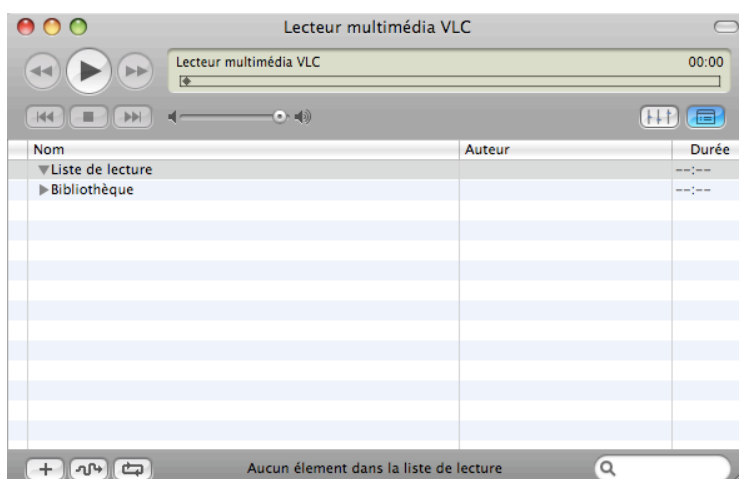 Lecteur multimédia VLC
Lecteur multimédia VLC 00:00
Nom Auteur Durée
Liste de lecture --:--
Bibliothèque --:--
Aucun élement dans la liste de lecture